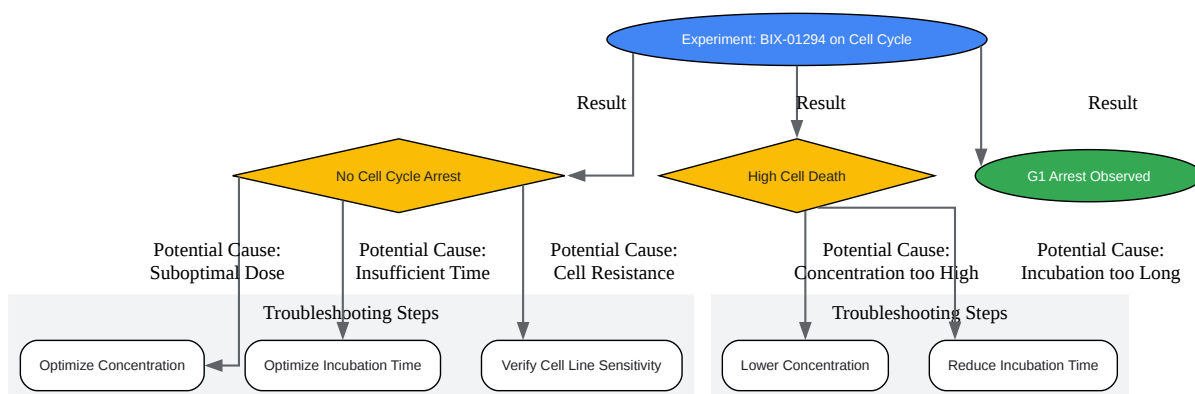 Experiment: BIX-01294 on Cell Cycle
Result
Result
Result
No Cell Cycle Arrest
High Cell Death
G1 Arrest Observed
Potential Cause:
Suboptimal Dose
Potential Cause:
Insufficient Time
Potential Cause:
Cell Resistance
Potential Cause:
Concentration too High
Potential Cause:
Incubation too Long
Troubleshooting Steps
Troubleshooting Steps
Optimize Concentration
Optimize Incubation Time
Verify Cell Line Sensitivity
Lower Concentration
Reduce Incubation Time